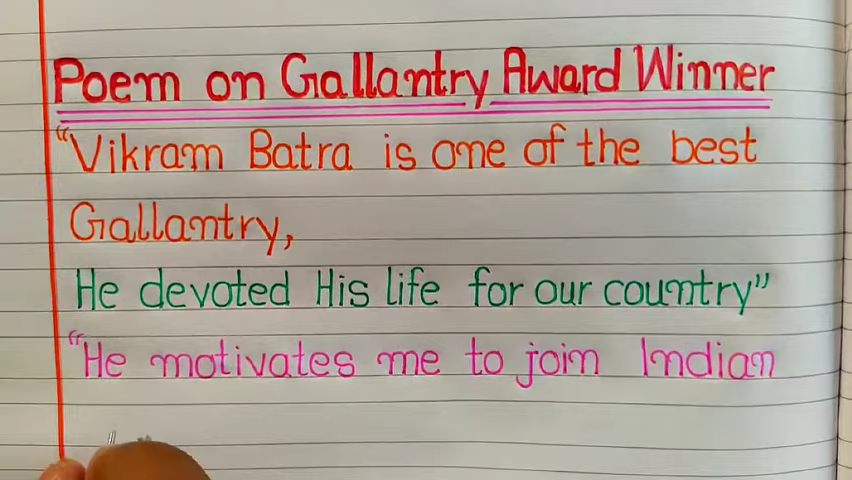 Poem on Gallantry Award Winner
"Vikram Batra is one of the best
Gallantry,
He devoted His life for our country"
"He motivates me to join Indian